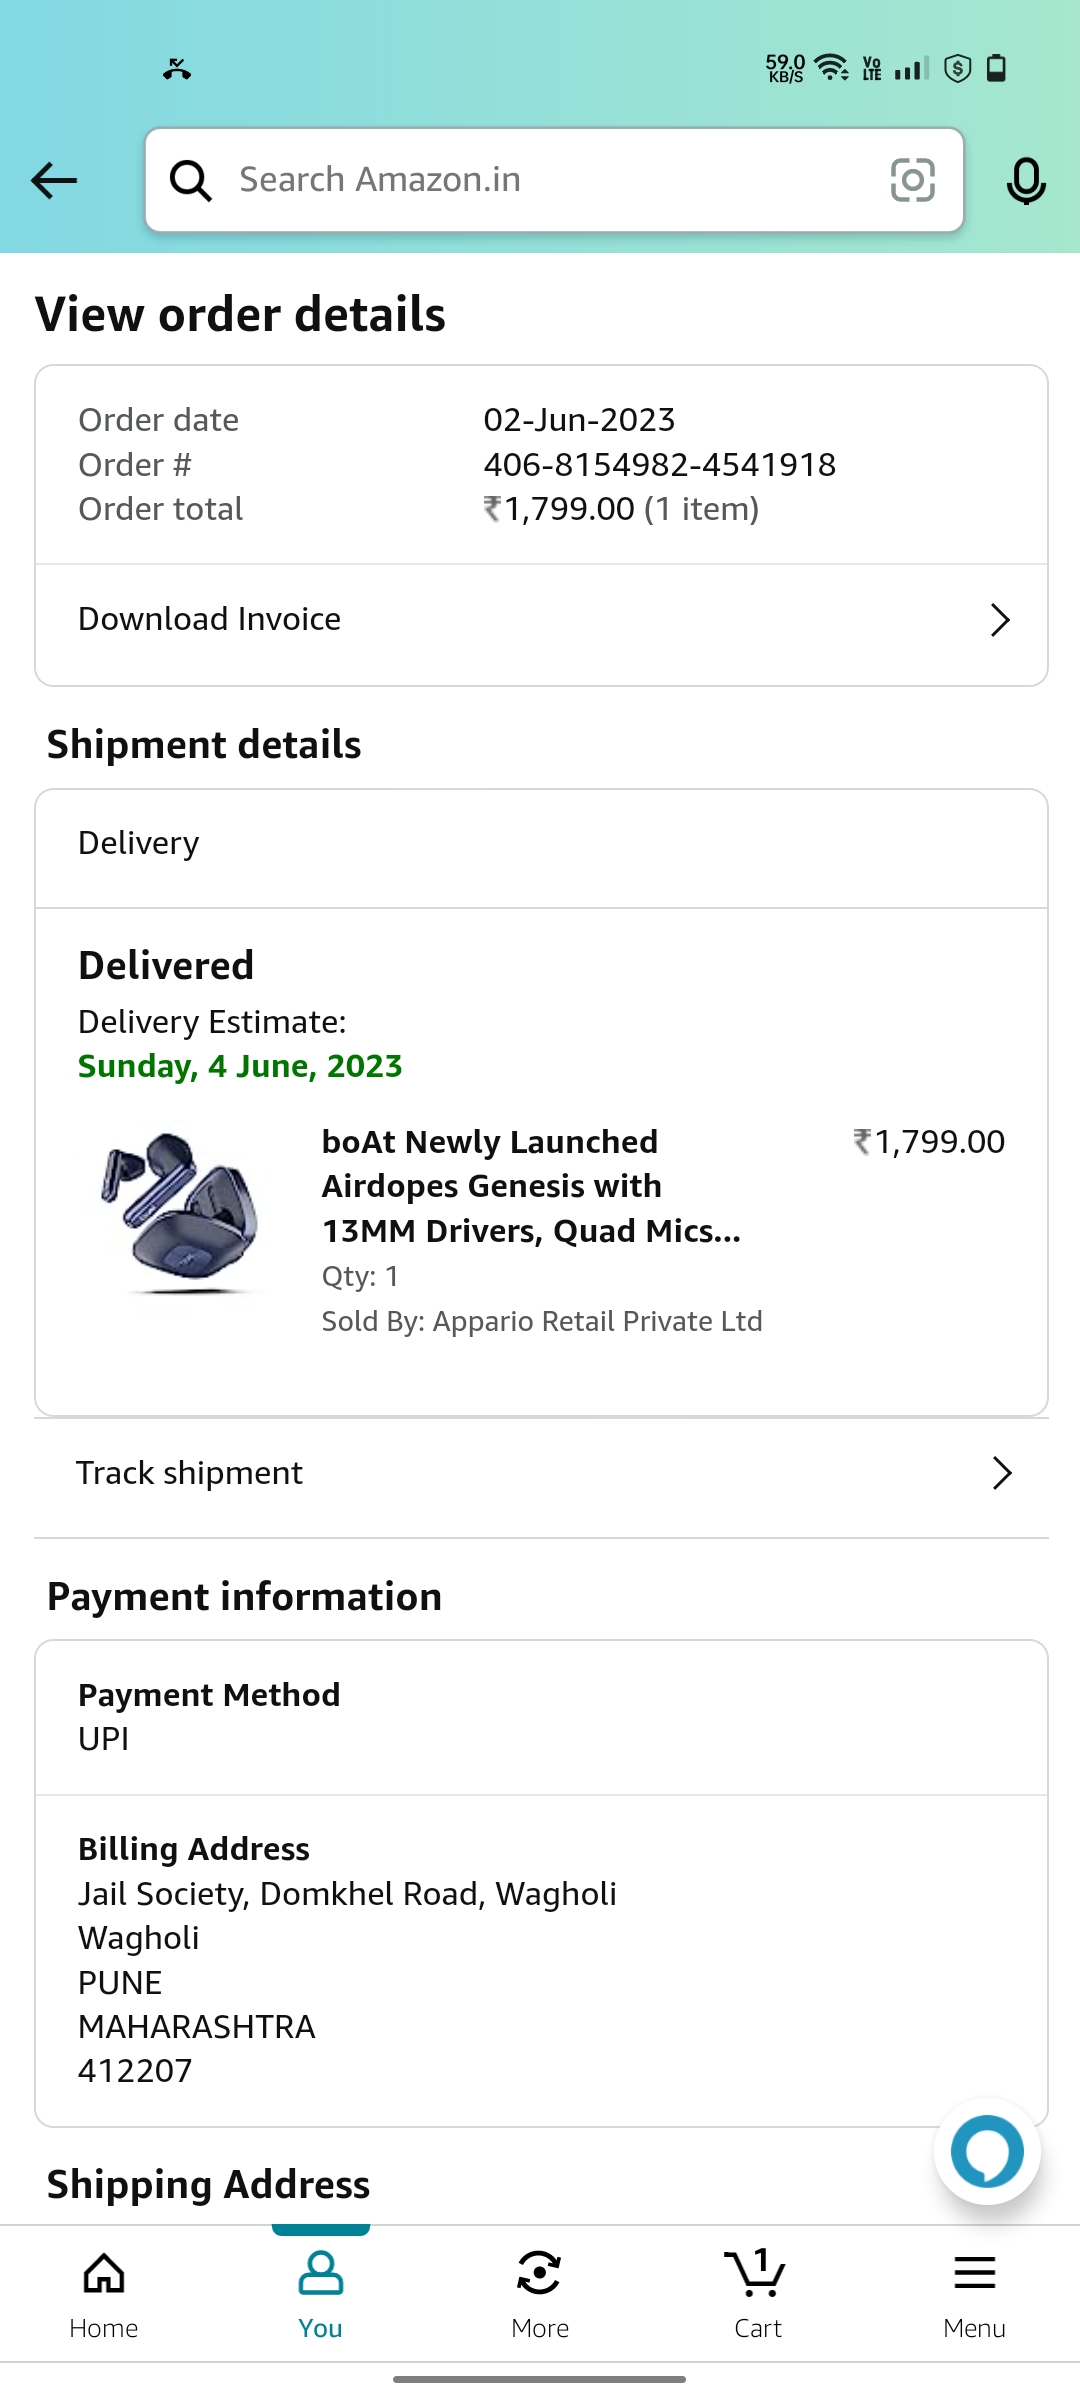 59.0
KB/S
Vo
LTE
Search Amazon.in
View order details
Order date 02-Jun-2023
Order # 406-8154982-4541918
Order total ₹1,799.00 (1 item)
Download Invoice
Shipment details
Delivery
Delivered
Delivery Estimate:
Sunday, 4 June, 2023
boAt Newly Launched ₹1,799.00
Airdopes Genesis with
13MM Drivers, Quad Mics...
Qty: 1
Sold By: Appario Retail Private Ltd
Track shipment
Payment information
Payment Method
UPI
Billing Address
Jail Society, Domkhel Road, Wagholi
Wagholi
PUNE
MAHARASHTRA
412207
Shipping Address
1
Home You More Cart Menu